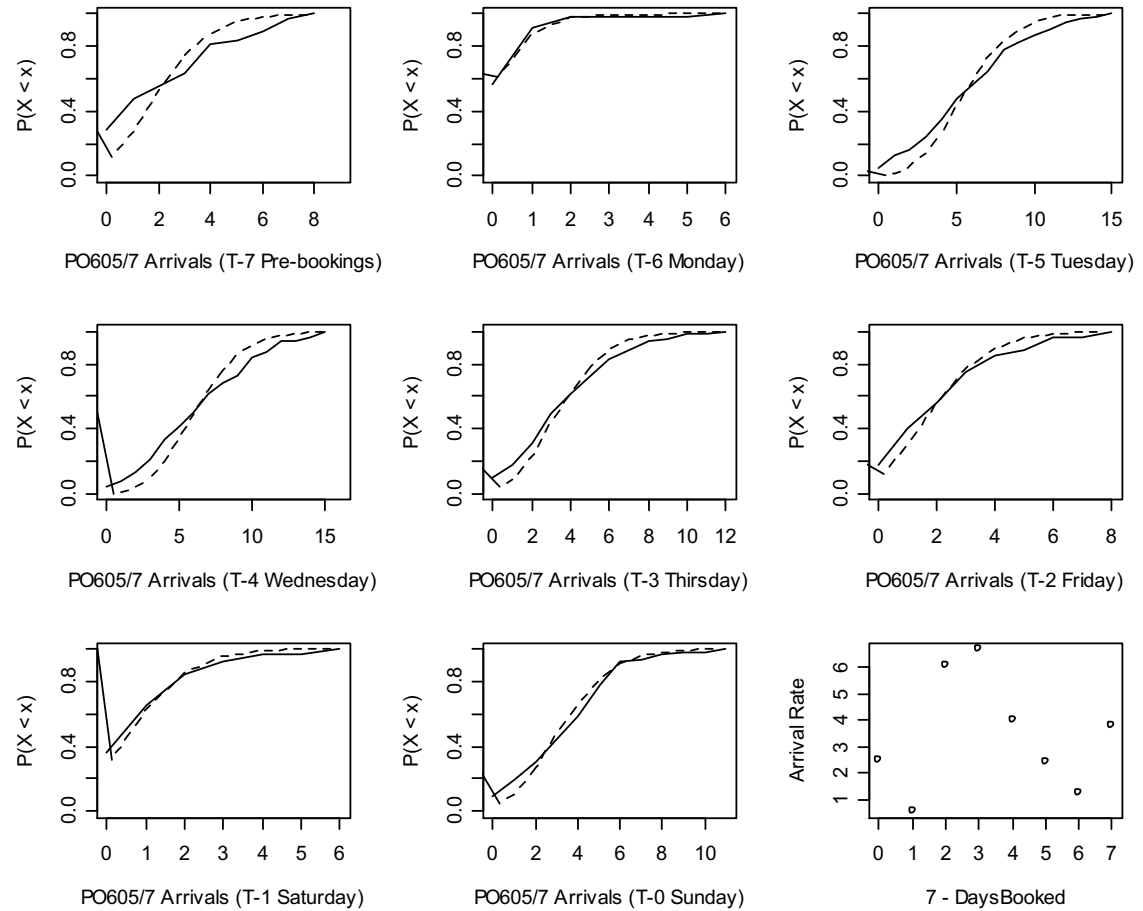 P(X < x)
0.0 0.4 0.8
0 2 4 6 8
PO605/7 Arrivals (T-7 Pre-bookings)
P(X < x)
0.0 0.4 0.8
0 1 2 3 4 5 6
PO605/7 Arrivals (T-6 Monday)
P(X < x)
0.0 0.4 0.8
0 5 10 15
PO605/7 Arrivals (T-5 Tuesday)
P(X < x)
0.0 0.4 0.8
0 5 10 15
PO605/7 Arrivals (T-4 Wednesday)
P(X < x)
0.0 0.4 0.8
0 2 4 6 8 10 12
PO605/7 Arrivals (T-3 Thirsday)
P(X < x)
0.0 0.4 0.8
0 2 4 6 8
PO605/7 Arrivals (T-2 Friday)
P(X < x)
0.0 0.4 0.8
0 1 2 3 4 5 6
PO605/7 Arrivals (T-1 Saturday)
P(X < x)
0.0 0.4 0.8
0 2 4 6 8 10
PO605/7 Arrivals (T-0 Sunday)
Arrival Rate
1 2 3 4 5 6
0 1 2 3 4 5 6 7
7 - DaysBooked